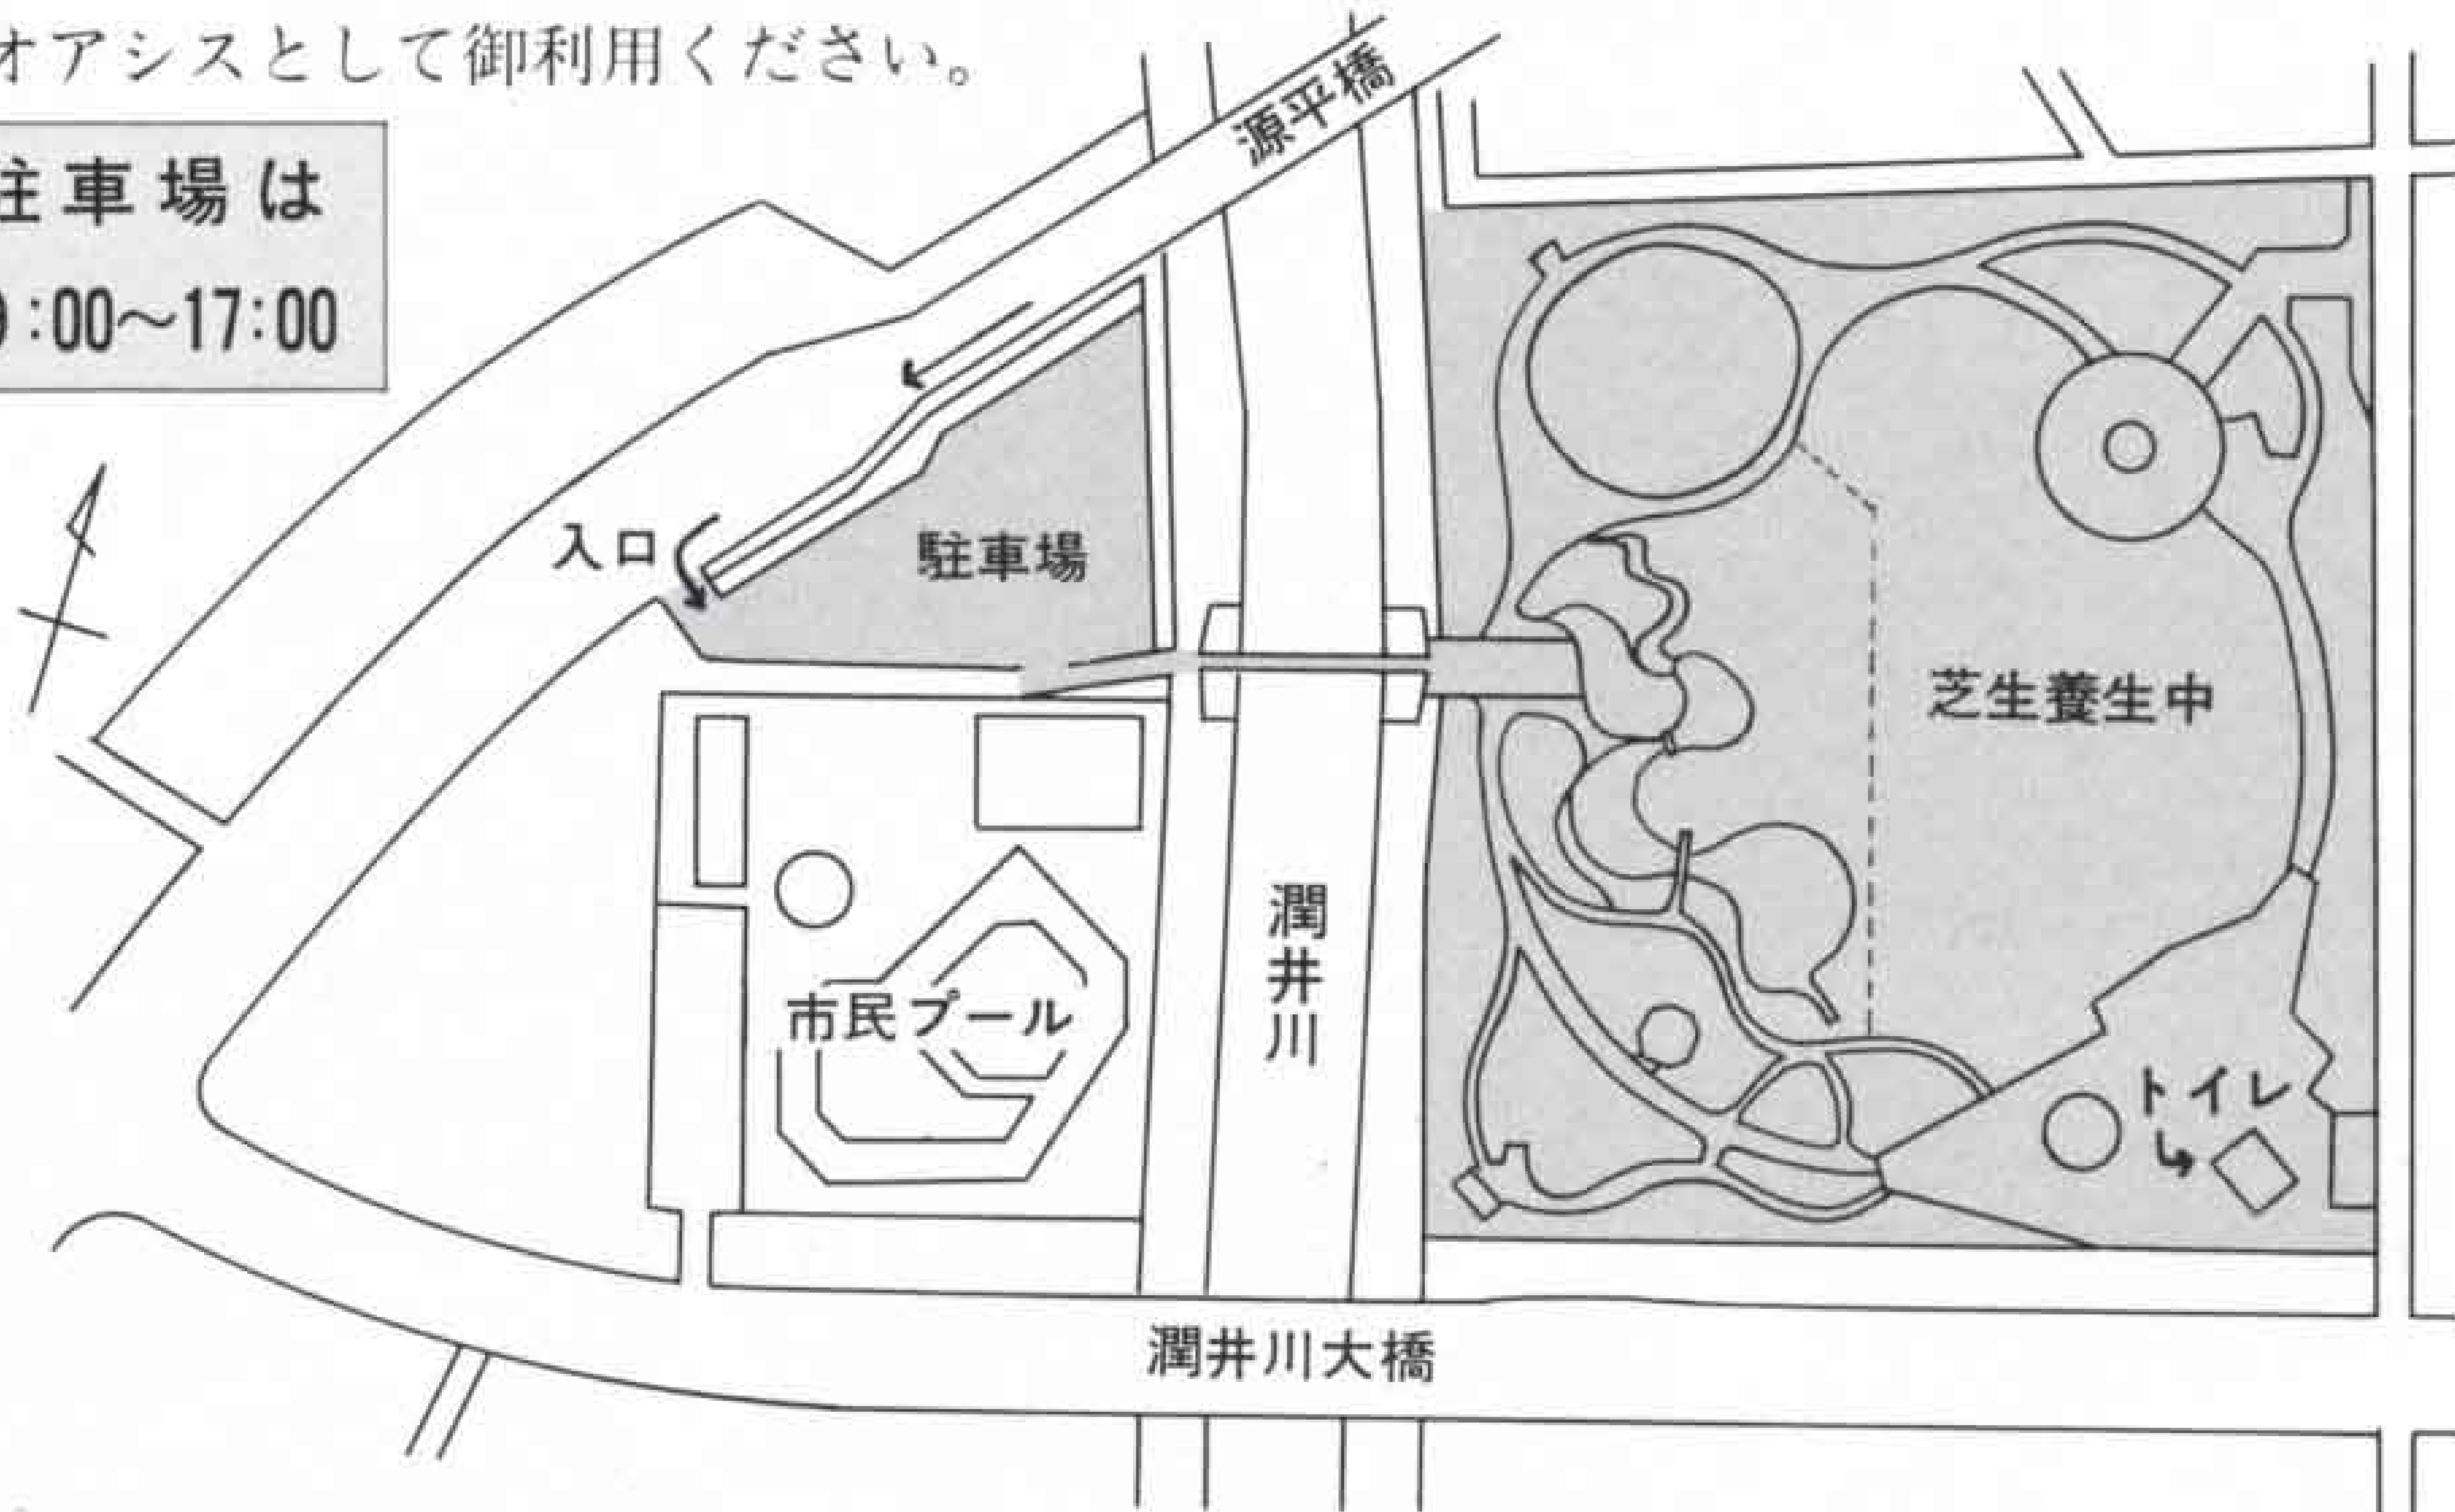 オアシスとして御利用ください。
駐車場は
9:00～17:00
源平橋
入口
駐車場
芝生養生中
潤井川
市民プール
トイレ
潤井川大橋